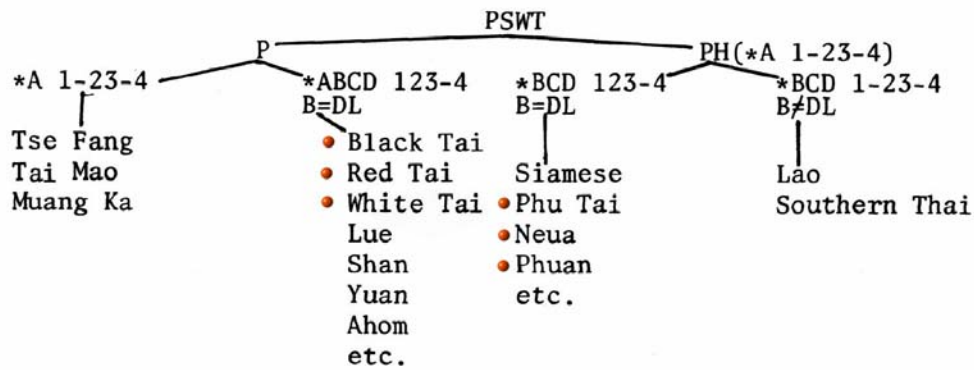 PSWT
P PH(*A 1-23-4)
*A 1-23-4 *ABCD 123-4 *BCD 123-4 *BCD 1-23-4
B=DL B=DL B≠DL
Tse Fang Black Tai
Tai Mao Red Tai Siamese Lao
Muang Ka White Tai Phu Tai Southern Thai
Lue Neua
Shan Phuan
Yuan etc.
Ahom
etc.